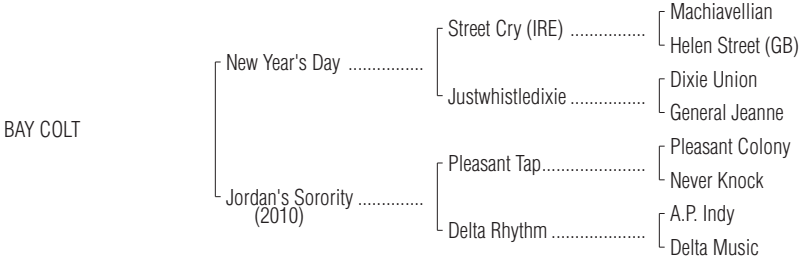 Machiavellian
Street Cry (IRE) ................
Helen Street (GB)
New Year's Day ................
Dixie Union
Justwhistledixie ................
General Jeanne
BAY COLT
Pleasant Colony
Pleasant Tap......................
Never Knock
Jordan's Sorority ..............
(2010)
A.P. Indy
Delta Rhythm ....................
Delta Music